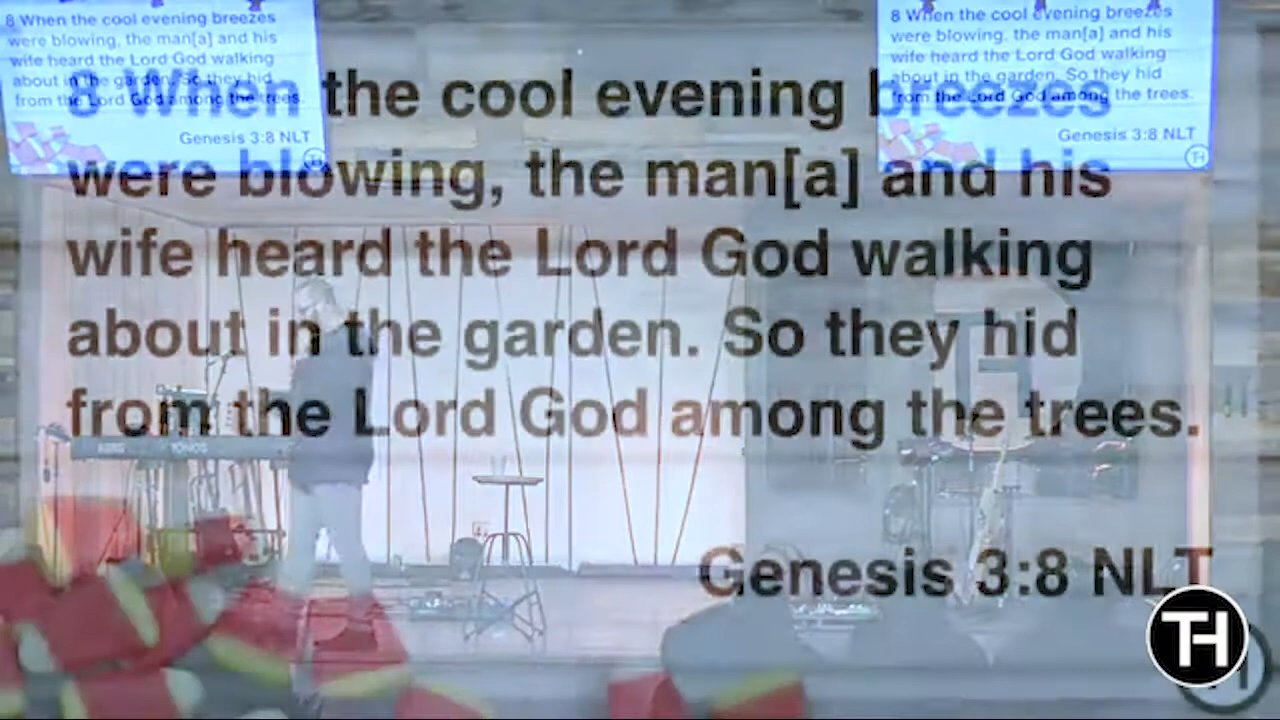 8 When the cool evening breezes
were blowing, the man[a] and his
wife heard the Lord God walking
about in the garden. So they hid
from the Lord God among the trees.
Genesis 3:8 NLT
8 When the cool evening breezes
were blowing, the man[a] and his
wife heard the Lord God walking
about in the garden. So they hid
from the Lord God among the trees.
Genesis 3:8 NLT
8 When the cool evening breezes
were blowing, the man[a] and his
wife heard the Lord God walking
about in the garden. So they hid
from the Lord God among the trees.
Genesis 3:8 NLT
TH
TH